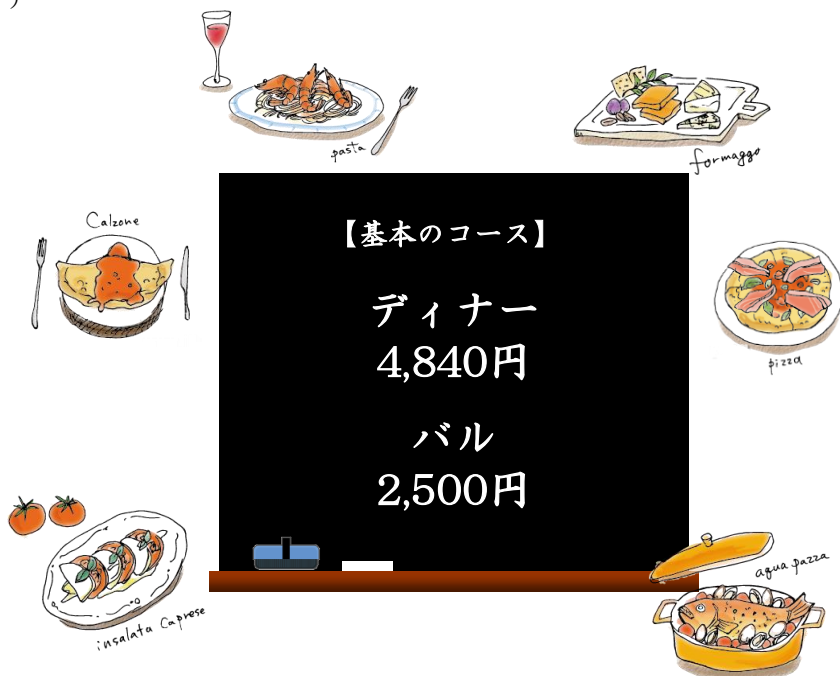 pasta
formaggo
Calzone
【基本のコース】
ディナー
4,840円
pizza
バル
2,500円
aqua pazza
insalata Caprese